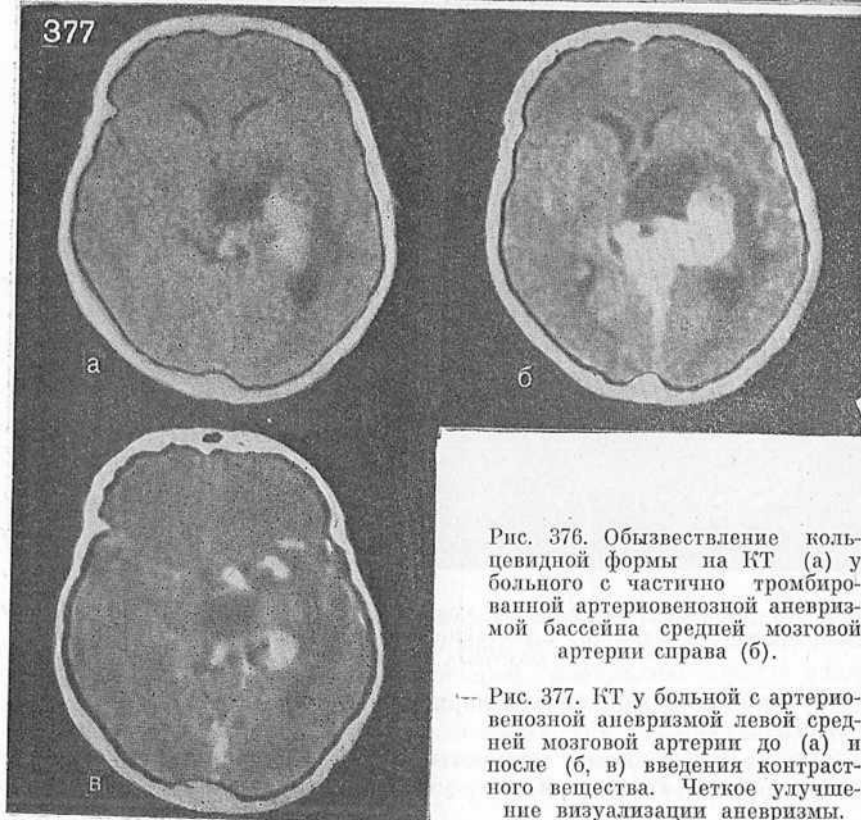 377
а
б
в
Рис. 376. Обызвествление коль-
цевидной формы на КТ (а) у
больного с частично тромбиро-
ванной артериовенозной аневриз-
мой бассейна средней мозговой
артерии справа (б).
Рис. 377. КТ у больной с артерио-
венозной аневризмой левой сред-
ней мозговой артерии до (а) и
после (б, в) введения контраст-
ного вещества. Четкое улучше-
ние визуализации аневризмы.